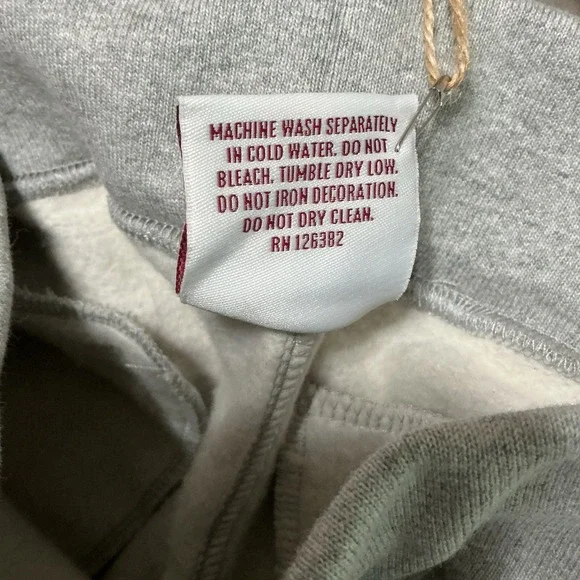 MACHINE WASH SEPARATELY
IN COLD WATER. DO NOT
BLEACH. TUMBLE DRY LOW.
DO NOT IRON DECORATION.
DO NOT DRY CLEAN.
RN 126382